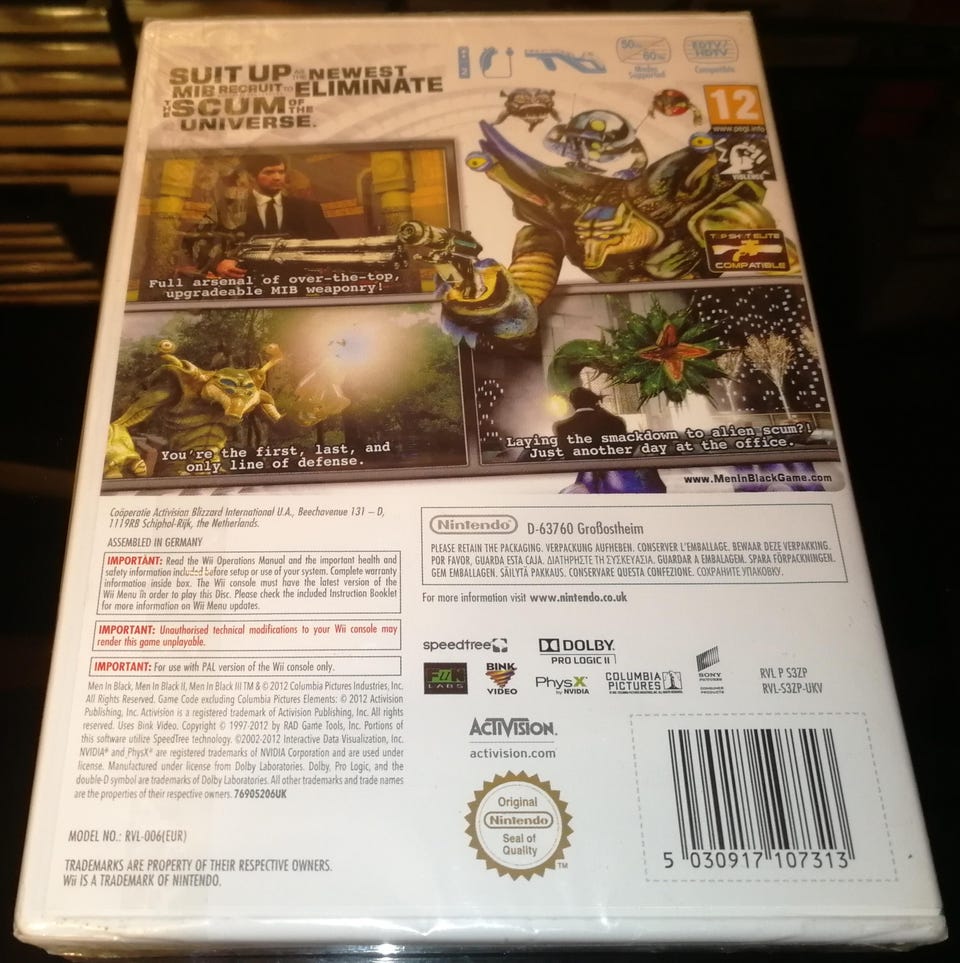 SUIT UP AS THE NEWEST
MIB RECRUIT TO ELIMINATE
THE SCUM OF THE
UNIVERSE.
50Hz
60Hz
Modes
Supported
EDTV/
HDTV
Compatible
12
www.pegi.info
VIOLENCE
TOP SHOT ELITE
COMPATIBLE
Full arsenal of over-the-top,
upgradeable MIB weaponry!
You're the first, last, and
only line of defense.
Laying the smackdown to alien scum?!
Just another day at the office.
www.MenInBlackGame.com
Coöperatie Activision Blizzard International U.A., Beechavenue 131 – D,
1119RB Schiphol-Rijk, the Netherlands.
ASSEMBLED IN GERMANY
IMPORTANT: Read the Wii Operations Manual and the important health and
safety information included before setup or use of your system. Complete warranty
information inside box. The Wii console must have the latest version of the
Wii Menu in order to play this Disc. Please check the included Instruction Booklet
for more information on Wii Menu updates.
IMPORTANT: Unauthorised technical modifications to your Wii console may
render this game unplayable.
IMPORTANT: For use with PAL version of the Wii console only.
Men In Black, Men In Black II, Men In Black III TM & © 2012 Columbia Pictures Industries, Inc.
All Rights Reserved. Game Code excluding Columbia Pictures Elements: © 2012 Activision
Publishing, Inc. Activision is a registered trademark of Activision Publishing, Inc. All rights
reserved. Uses Bink Video. Copyright © 1997-2012 by RAD Game Tools, Inc. Portions of
this software utilize SpeedTree technology. ©2002-2012 Interactive Data Visualization, Inc.
NVIDIA® and PhysX® are registered trademarks of NVIDIA Corporation and are used under
license. Manufactured under license from Dolby Laboratories. Dolby, Pro Logic, and the
double-D symbol are trademarks of Dolby Laboratories. All other trademarks and trade names
are the properties of their respective owners. 76905206UK
MODEL NO.: RVL-006(EUR)
TRADEMARKS ARE PROPERTY OF THEIR RESPECTIVE OWNERS.
Wii IS A TRADEMARK OF NINTENDO.
Nintendo D-63760 Großostheim
PLEASE RETAIN THE PACKAGING. VERPACKUNG AUFHEBEN. CONSERVER L'EMBALLAGE. BEWAAR DEZE VERPAKKING.
POR FAVOR, GUARDA ESTA CAJA. ΔΙΑΤΗΡΗΣΤΕ ΤΗ ΣΥΣΚΕΥΑΣΙΑ. GUARDAR A EMBALAGEM. SPARA FÖRPACKNINGEN.
GEM EMBALLAGEN. SÄILYTÄ PAKKAUS. CONSERVARE QUESTA CONFEZIONE. СОХРАНИТЕ УПАКОВКУ.
For more information visit www.nintendo.co.uk
speedtree
DOLBY
PRO LOGIC II
FUN
LABS
BINK
VIDEO
PhysX
by NVIDIA
COLUMBIA
PICTURES
SONY
PICTURES
CONSUMER
PRODUCTS
RVL P S3ZP
RVL-S3ZP-UKV
ACTIVISION
activision.com
Original
Nintendo
Seal of
Quality
TM
5 030917 107313